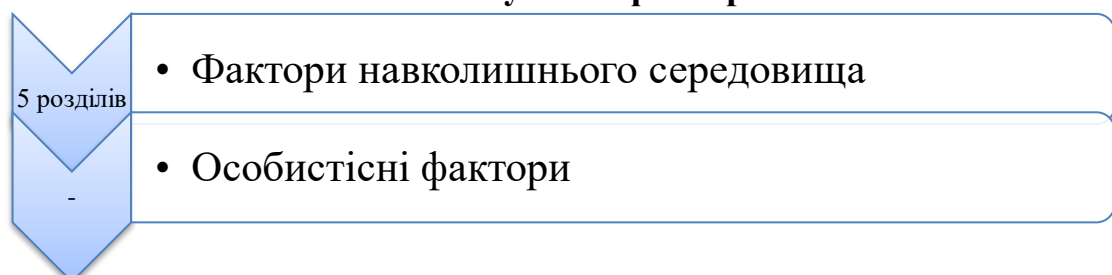 5 розділів
• Фактори навколишнього середовища
-
• Особистісні фактори